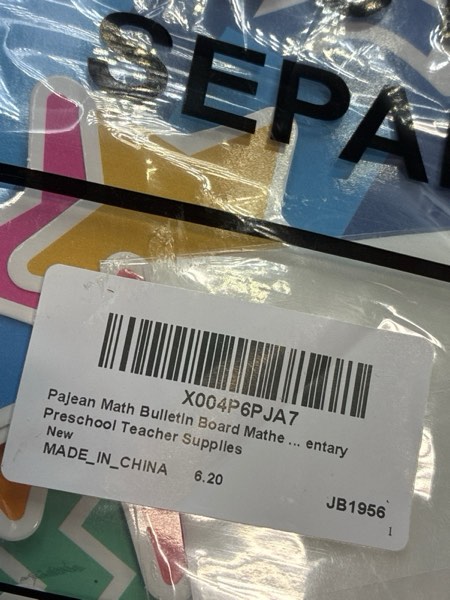 SEPA
X004P6PJA7
Pajean Math Bulletin Board Mathe ... entary
Preschool Teacher Supplies
New
MADE_IN_CHINA 6.20
JB1956
1